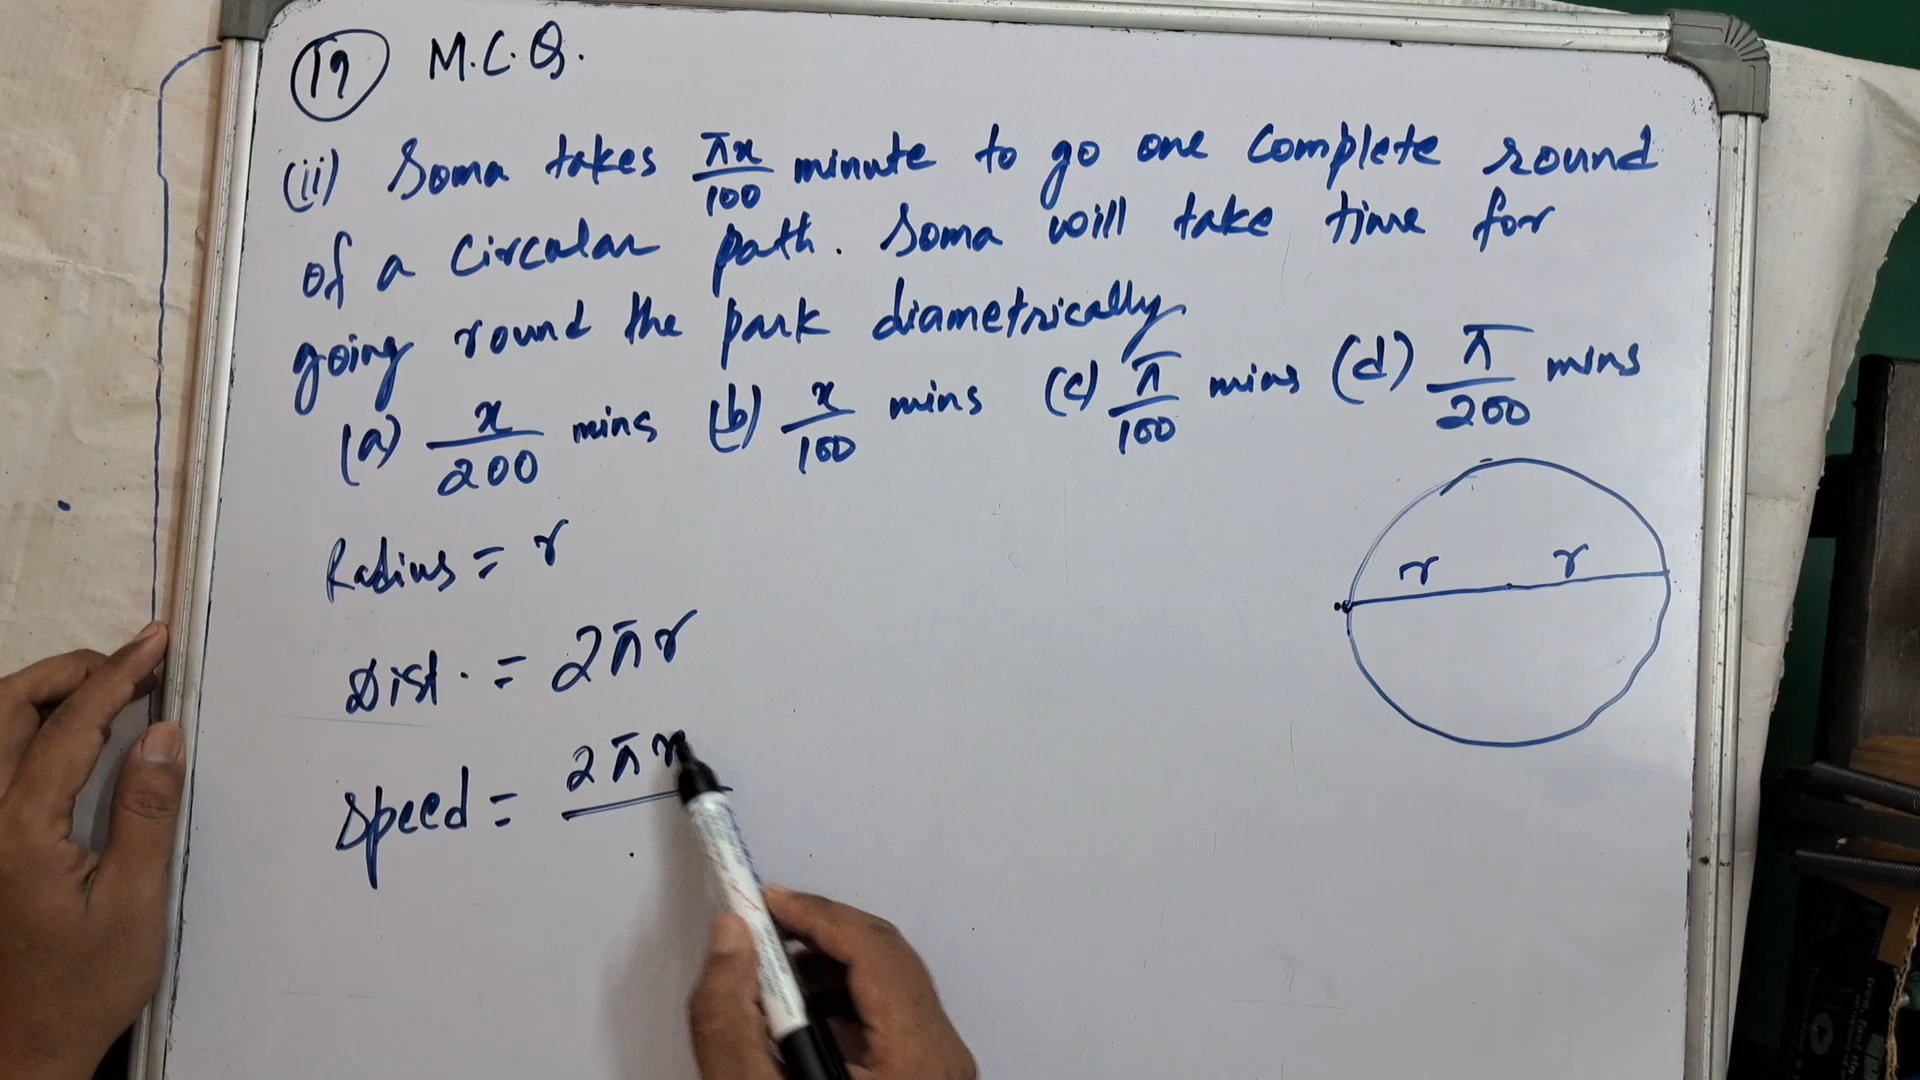 19 M.C.Q.
(ii) Soma takes πx/100 minute to go one complete round
of a circular path. Soma will take time for
going round the park diametrically
(a) x/200 mins (b) x/100 mins (c) π/100 mins (d) π/200 mins
r r
Radius = r
Dist. = 2πr
Speed = 2πr